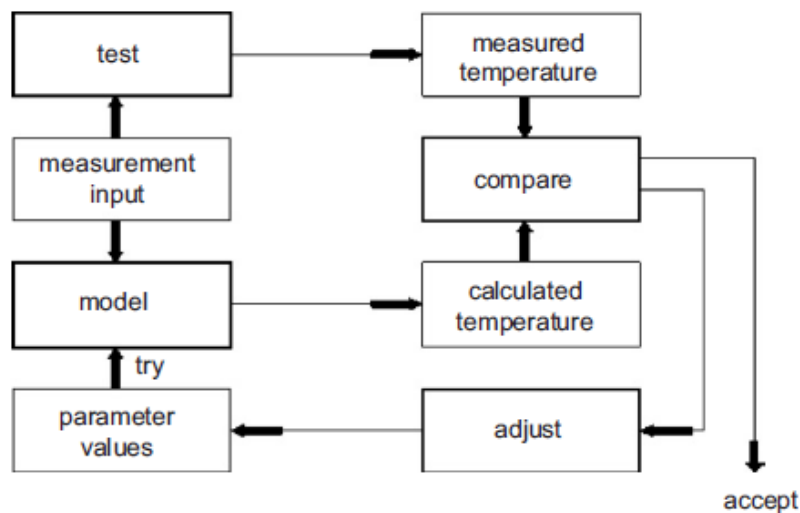 test
measured
temperature
measurement
input
compare
model
calculated
temperature
try
parameter
values
adjust
accept